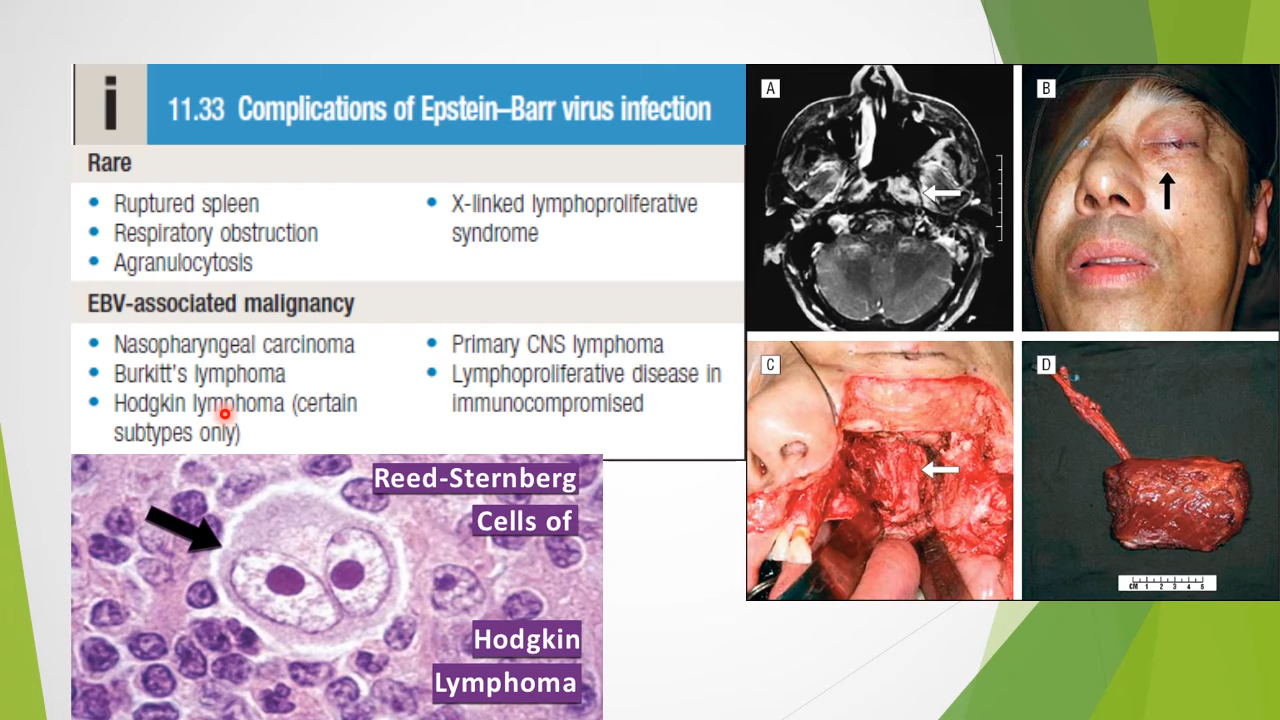 i
11.33 Complications of Epstein–Barr virus infection
Rare
• Ruptured spleen
• Respiratory obstruction
• Agranulocytosis
• X-linked lymphoproliferative
syndrome
EBV-associated malignancy
• Nasopharyngeal carcinoma
• Burkitt's lymphoma
• Hodgkin lymphoma (certain
subtypes only)
• Primary CNS lymphoma
• Lymphoproliferative disease in
immunocompromised
Reed-Sternberg
Cells of
Hodgkin
Lymphoma
A
B
C
D
CM 1 2 3 4 5